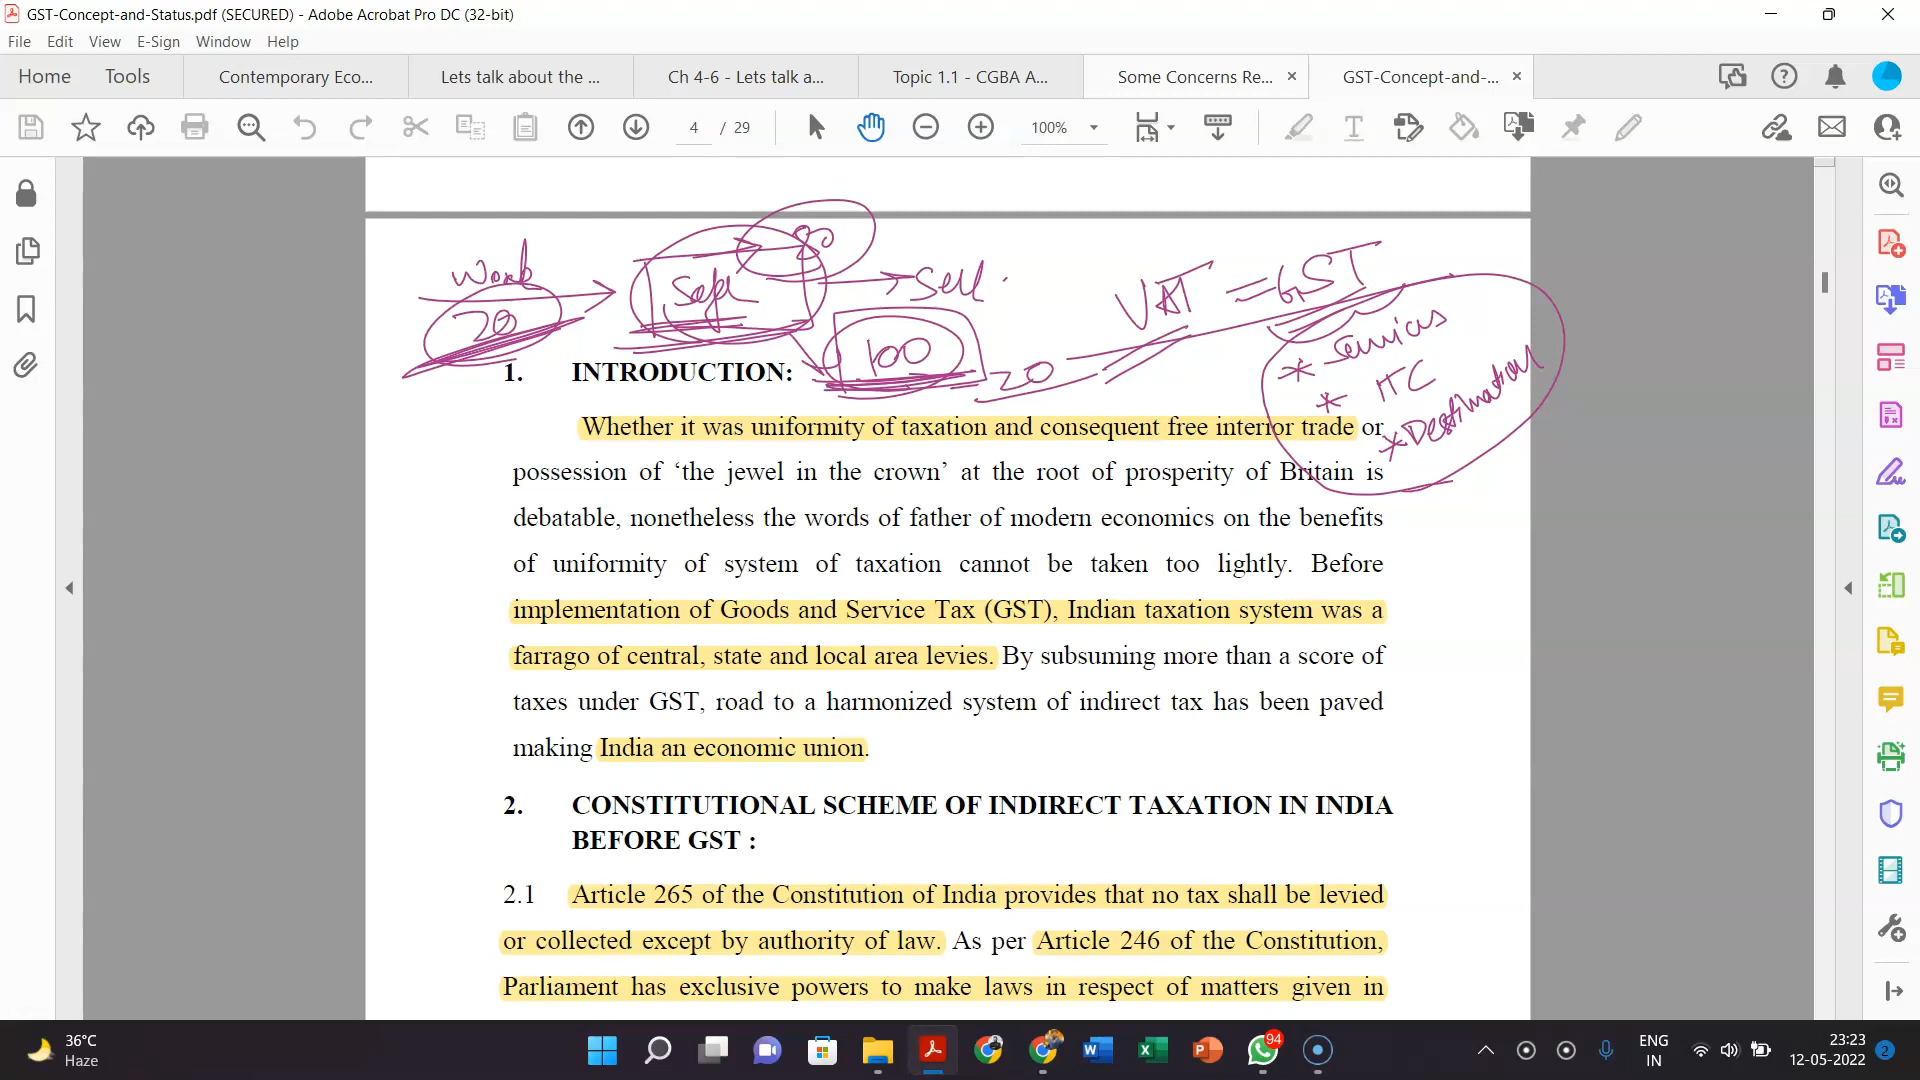 GST-Concept-and-Status.pdf (SECURED) - Adobe Acrobat Pro DC (32-bit)
File Edit View E-Sign Window Help
Home Tools Contemporary Eco... Lets talk about the ... Ch 4-6 - Lets talk a... Topic 1.1 - CGBA A... Some Concerns Re... × GST-Concept-and-... ×
4 / 29 100%
80
Sell
VAT = GST
20
100
20
* Services
* ITC
* Destination
1. INTRODUCTION:
Whether it was uniformity of taxation and consequent free interior trade or
possession of ‘the jewel in the crown’ at the root of prosperity of Britain is
debatable, nonetheless the words of father of modern economics on the benefits
of uniformity of system of taxation cannot be taken too lightly. Before
implementation of Goods and Service Tax (GST), Indian taxation system was a
farrago of central, state and local area levies. By subsuming more than a score of
taxes under GST, road to a harmonized system of indirect tax has been paved
making India an economic union.
2. CONSTITUTIONAL SCHEME OF INDIRECT TAXATION IN INDIA
BEFORE GST :
2.1 Article 265 of the Constitution of India provides that no tax shall be levied
or collected except by authority of law. As per Article 246 of the Constitution,
Parliament has exclusive powers to make laws in respect of matters given in
36°C
Haze
94
ENG
IN
23:23
12-05-2022
2